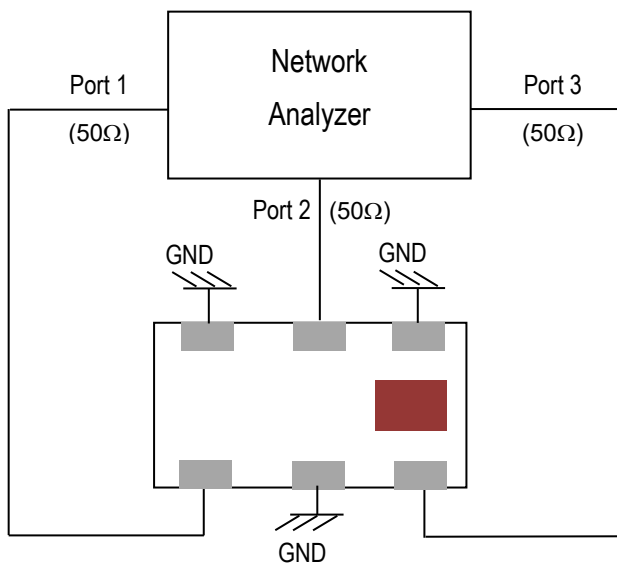 Network
Analyzer
Port 1
(50Ω)
Port 3
(50Ω)
Port 2 (50Ω)
GND
GND
GND